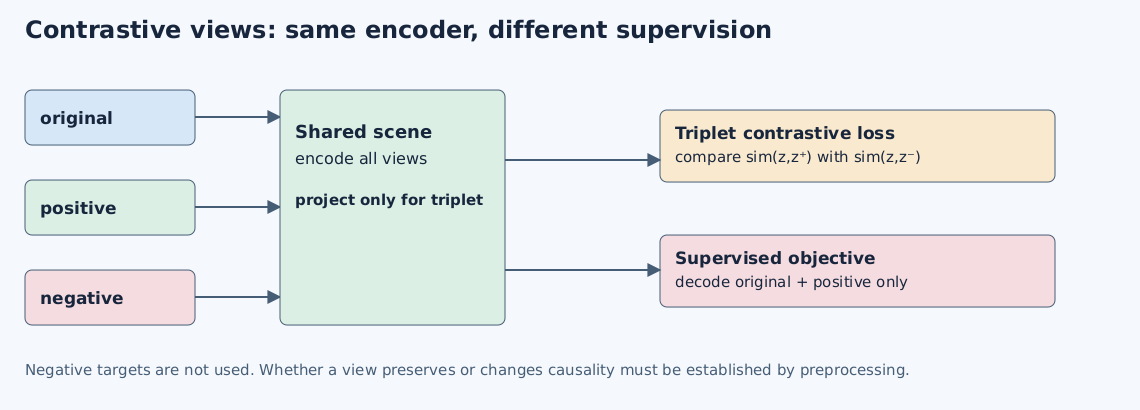 Contrastive views: same encoder, different supervision
original
positive
negative
Shared scene
encode all views
project only for triplet
Triplet contrastive loss
compare sim(z,z⁺) with sim(z,z⁻)
Supervised objective
decode original + positive only
Negative targets are not used. Whether a view preserves or changes causality must be established by preprocessing.